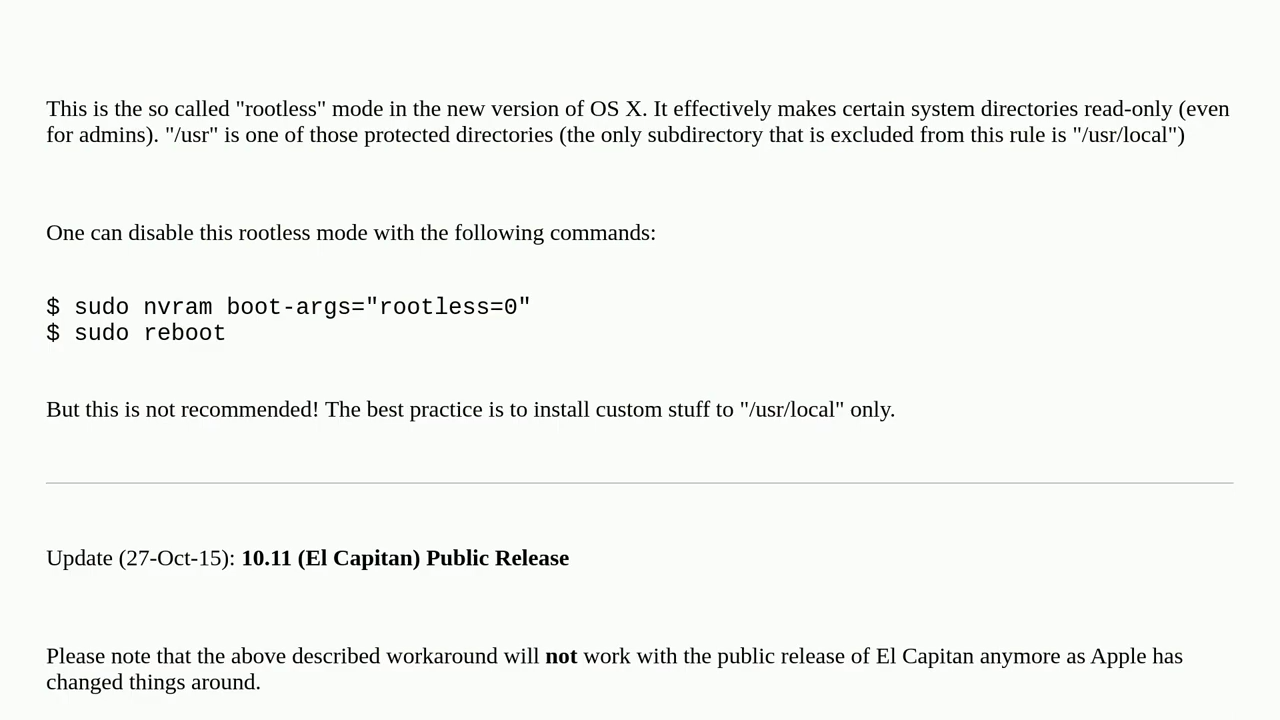 This is the so called "rootless" mode in the new version of OS X. It effectively makes certain system directories read-only (even
for admins). "/usr" is one of those protected directories (the only subdirectory that is excluded from this rule is "/usr/local")
One can disable this rootless mode with the following commands:
$ sudo nvram boot-args="rootless=0"
$ sudo reboot
But this is not recommended! The best practice is to install custom stuff to "/usr/local" only.
Update (27-Oct-15): 10.11 (El Capitan) Public Release
Please note that the above described workaround will not work with the public release of El Capitan anymore as Apple has
changed things around.